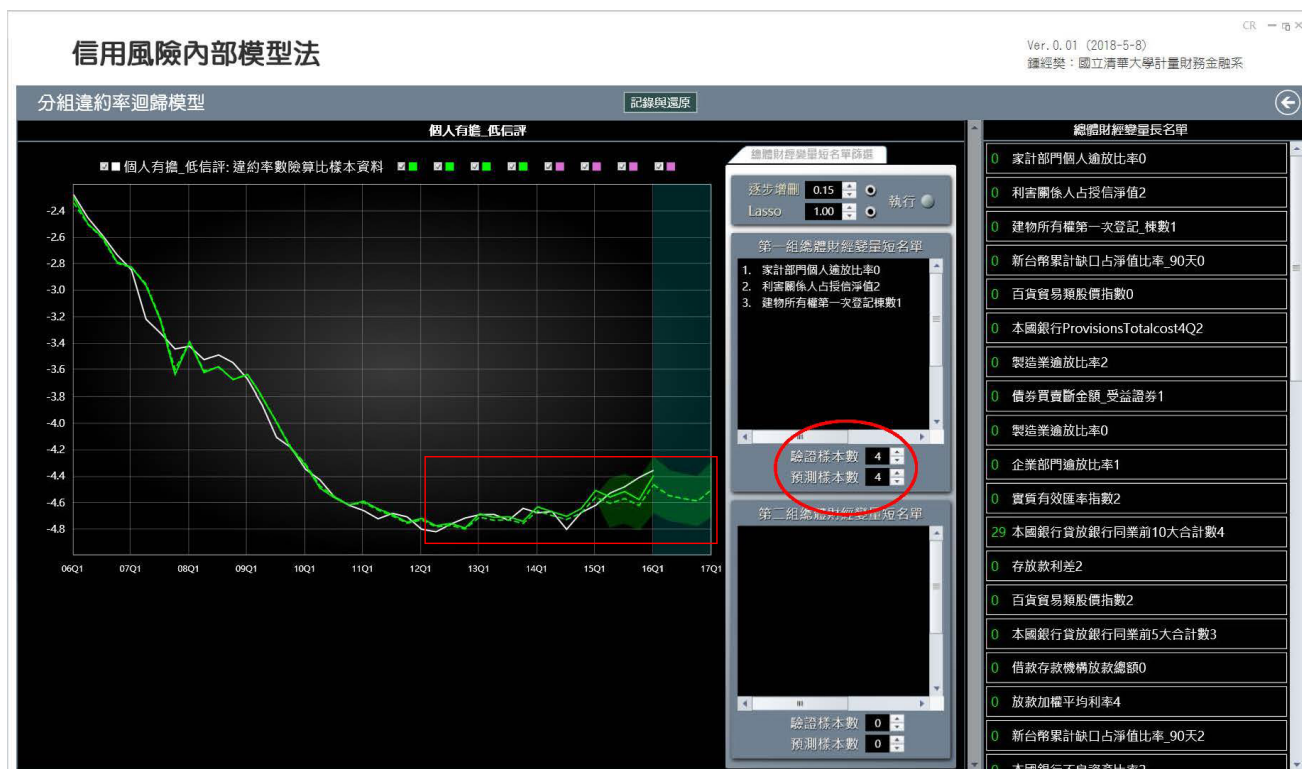 CR
信用風險內部模型法
Ver. 0.01 (2018-5-8)
鍾經樊：國立清華大學計量財務金融系
分組違約率迴歸模型
記錄與還原
個人有擔_低信評
個人有擔_低信評: 違約率數險算比樣本資料
-2.4
-2.6
-2.8
-3.0
-3.2
-3.4
-3.6
-3.8
-4.0
-4.2
-4.4
-4.6
-4.8
06Q1 07Q1 08Q1 09Q1 10Q1 11Q1 12Q1 13Q1 14Q1 15Q1 16Q1 17Q1
總體財經變量短名單篩選
逐步增刪 0.15
Lasso 1.00
執行
第一組總體財經變量短名單
1. 家計部門個人逾放比率0
2. 利害關係人占授信淨值2
3. 建物所有權第一次登記棟數1
驗證樣本數 4
預測樣本數 4
第二組總體財經變量短名單
驗證樣本數 0
預測樣本數 0
總體財經變量長名單
0 家計部門個人逾放比率0
0 利害關係人占授信淨值2
0 建物所有權第一次登記_棟數1
0 新台幣累計缺口占淨值比率_90天0
0 百貨貿易類股價指數0
0 本國銀行ProvisionsTotalcost4Q2
0 製造業逾放比率2
0 債券買賣斷金額_受益證券1
0 製造業逾放比率0
0 企業部門逾放比率1
0 實質有效匯率指數2
29 本國銀行貸放銀行同業前10大合計數4
0 存放款利差2
0 百貨貿易類股價指數2
0 本國銀行貸放銀行同業前5大合計數3
0 借款存款機構放款總額0
0 放款加權平均利率4
0 新台幣累計缺口占淨值比率_90天2
0 本國銀行不良資產比率2